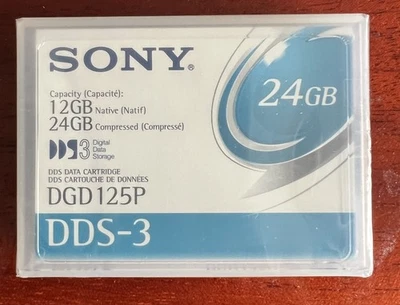 SONY®
Capacity (Capacité):
12GB Native (Natif)
24GB Compressed (Compressé)
24GB
DDS3 Digital
Data
Storage
DDS DATA CARTRIDGE
DDS CARTOUCHE DE DONNÉES
DGD125P
DDS-3